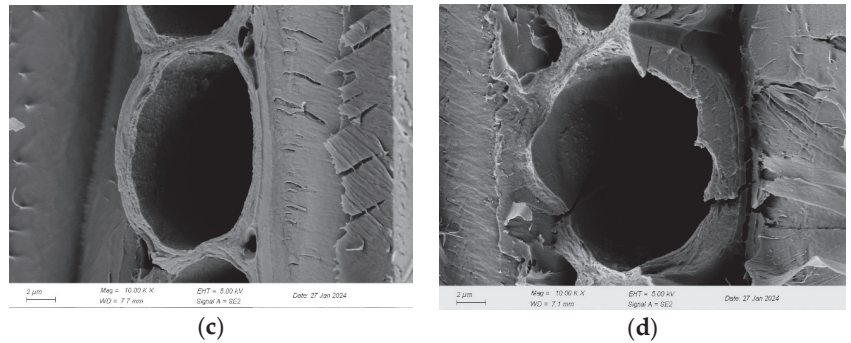 2 µm
Mag = 10.00 K X
WD = 7.7 mm
EHT = 5.00 kV
Signal A = SE2
Date: 27 Jan 2024
(c)
2 µm
Mag = 10.00 K X
WD = 7.1 mm
EHT = 5.00 kV
Signal A = SE2
Date: 27 Jan 2024
(d)